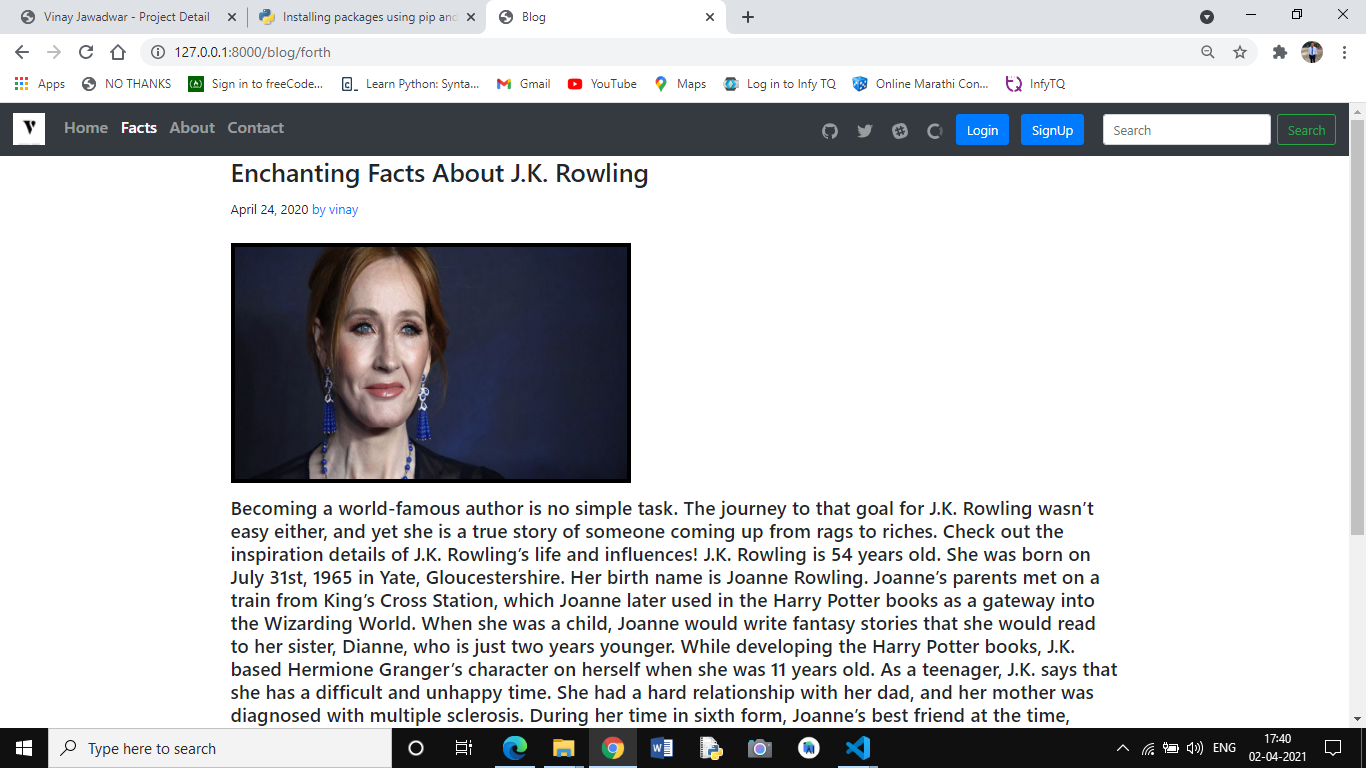 Vinay Jawadwar - Project Detail
Installing packages using pip and
Blog
127.0.0.1:8000/blog/forth
Apps
NO THANKS
Sign in to freeCode...
Learn Python: Synta...
Gmail
YouTube
Maps
Log in to Infy TQ
Online Marathi Con...
InfyTQ
Home Facts About Contact
Login
SignUp
Search
Search
Enchanting Facts About J.K. Rowling
April 24, 2020 by vinay
Becoming a world-famous author is no simple task. The journey to that goal for J.K. Rowling wasn’t
easy either, and yet she is a true story of someone coming up from rags to riches. Check out the
inspiration details of J.K. Rowling’s life and influences! J.K. Rowling is 54 years old. She was born on
July 31st, 1965 in Yate, Gloucestershire. Her birth name is Joanne Rowling. Joanne’s parents met on a
train from King’s Cross Station, which Joanne later used in the Harry Potter books as a gateway into
the Wizarding World. When she was a child, Joanne would write fantasy stories that she would read
to her sister, Dianne, who is just two years younger. While developing the Harry Potter books, J.K.
based Hermione Granger’s character on herself when she was 11 years old. As a teenager, J.K. says that
she has a difficult and unhappy time. She had a hard relationship with her dad, and her mother was
diagnosed with multiple sclerosis. During her time in sixth form, Joanne’s best friend at the time,
Type here to search
ENG
17:40
02-04-2021